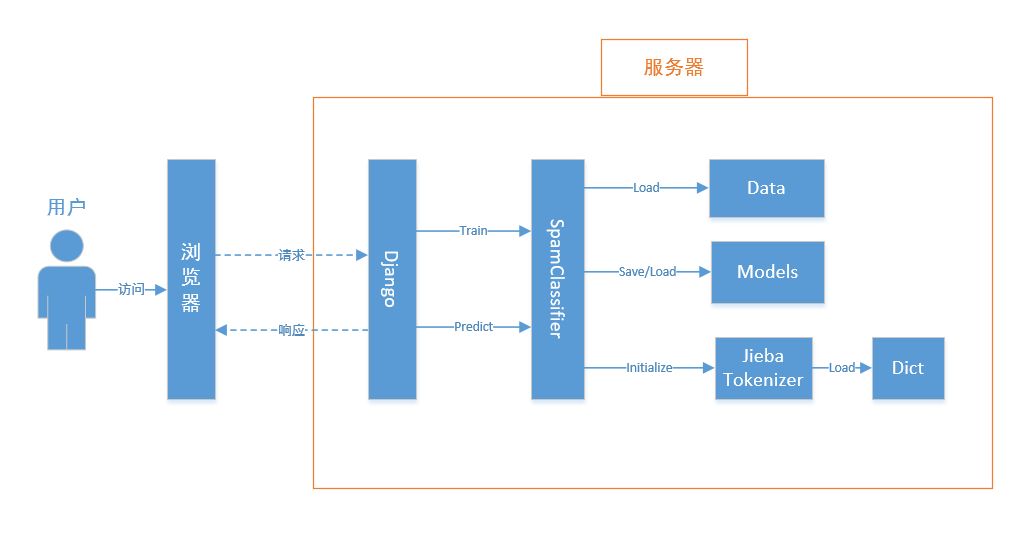 服务器
用户
访问
浏
览
器
请求
响应
Django
Train
Predict
SpamClassifier
Load
Data
Save/Load
Models
Initialize
Jieba
Tokenizer
Load
Dict